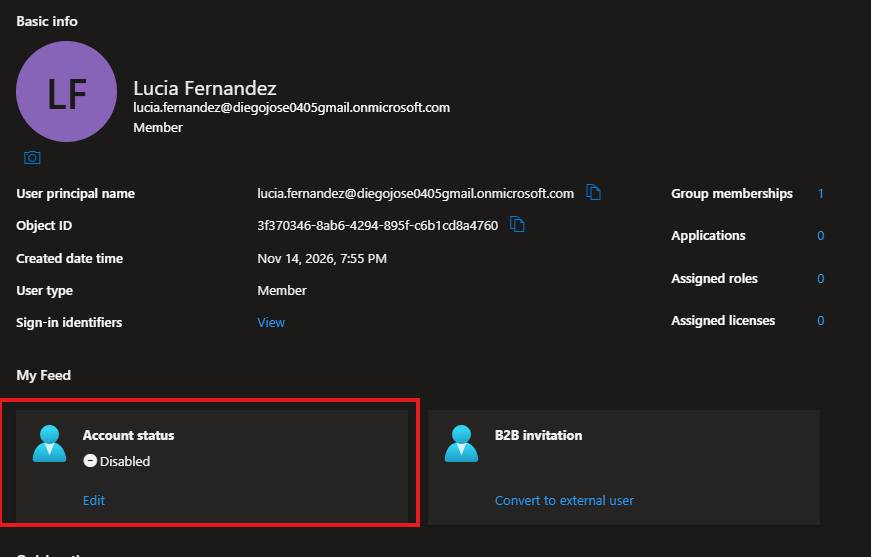 Basic info
LF
Lucia Fernandez
lucia.fernandez@diegojose0405gmail.onmicrosoft.com
Member
User principal name
lucia.fernandez@diegojose0405gmail.onmicrosoft.com
Group memberships
1
Object ID
3f370346-8ab6-4294-895f-c6b1cd8a4760
Applications
0
Created date time
Nov 14, 2026, 7:55 PM
Assigned roles
0
User type
Member
Sign-in identifiers
View
Assigned licenses
0
My Feed
Account status
Disabled
Edit
B2B invitation
Convert to external user